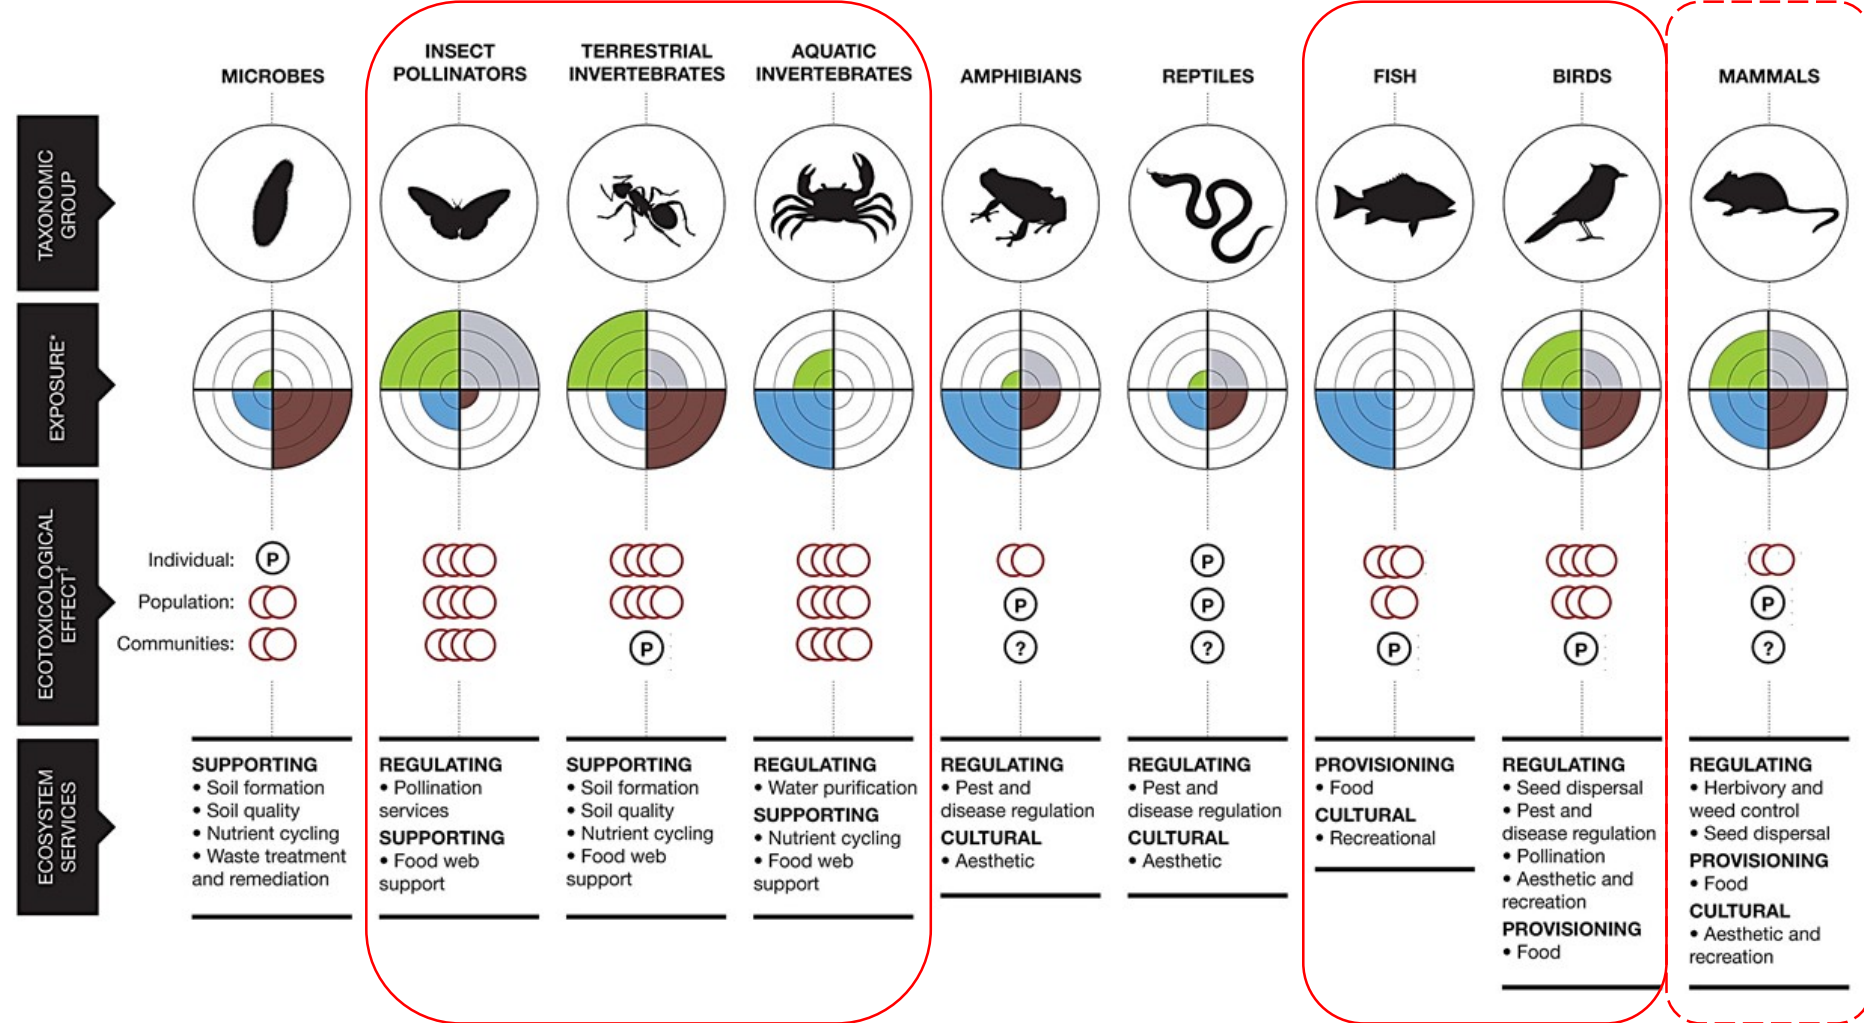 MICROBES
INSECT
POLLINATORS
TERRESTRIAL
INVERTEBRATES
AQUATIC
INVERTEBRATES
AMPHIBIANS
REPTILES
FISH
BIRDS
MAMMALS
TAXONOMIC
GROUP
EXPOSURE*
ECOTOXICOLOGICAL
EFFECT†
Individual:
P
P
Population:
P
P
P
Communities:
P
?
?
P
P
?
ECOSYSTEM
SERVICES
SUPPORTING
• Soil formation
• Soil quality
• Nutrient cycling
• Waste treatment
and remediation
REGULATING
• Pollination
services
SUPPORTING
• Food web
support
SUPPORTING
• Soil formation
• Soil quality
• Nutrient cycling
• Food web
support
REGULATING
• Water purification
SUPPORTING
• Nutrient cycling
• Food web
support
REGULATING
• Pest and
disease regulation
CULTURAL
• Aesthetic
REGULATING
• Pest and
disease regulation
CULTURAL
• Aesthetic
PROVISIONING
• Food
CULTURAL
• Recreational
REGULATING
• Seed dispersal
• Pest and
disease regulation
• Pollination
• Aesthetic and
recreation
PROVISIONING
• Food
REGULATING
• Herbivory and
weed control
• Seed dispersal
PROVISIONING
• Food
CULTURAL
• Aesthetic and
recreation